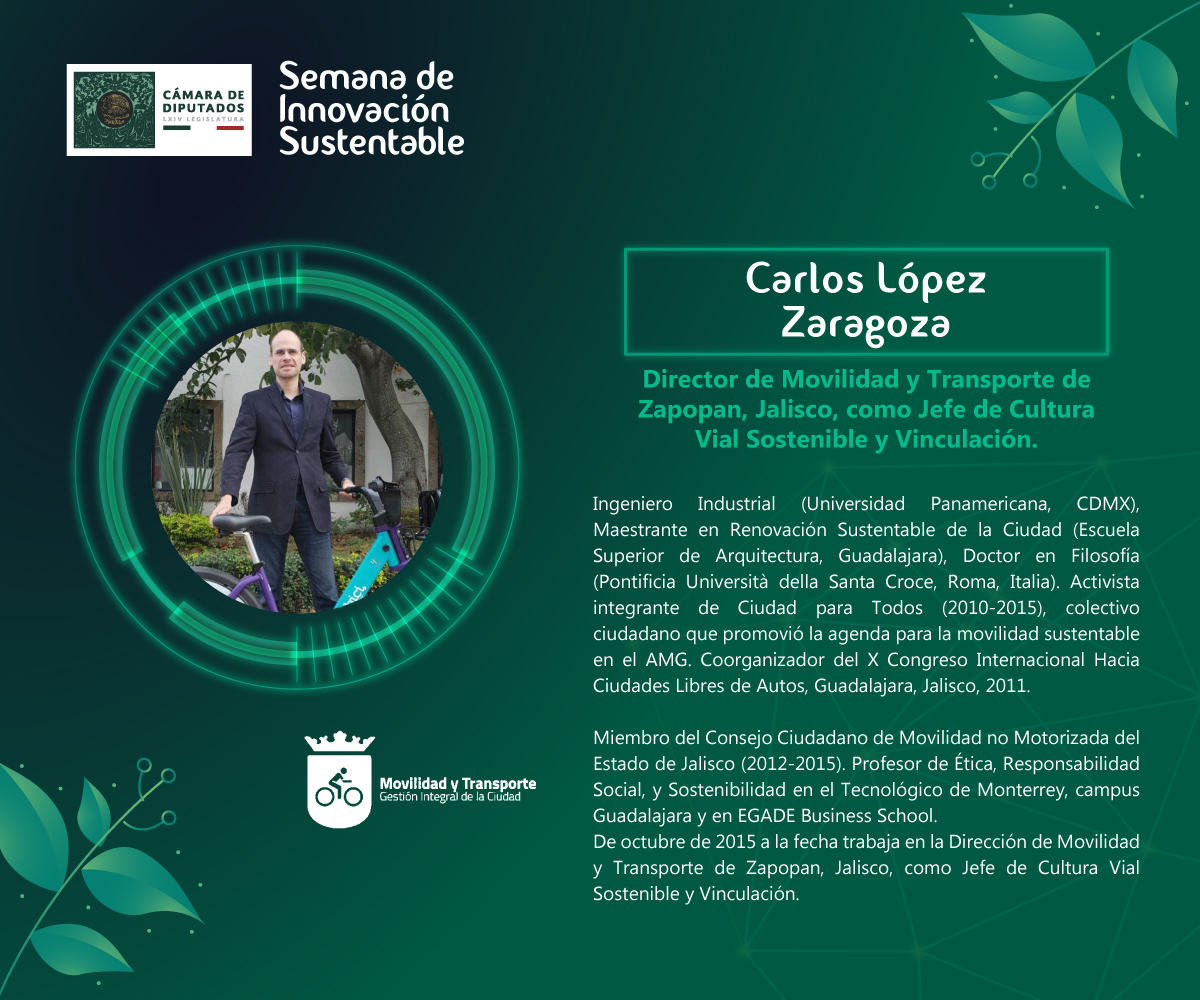 CÁMARA DE
DIPUTADOS
LXIV LEGISLATURA
Semana de
Innovación
Sustentable
Carlos López
Zaragoza
Director de Movilidad y Transporte de
Zapopan, Jalisco, como Jefe de Cultura
Vial Sostenible y Vinculación.
Ingeniero Industrial (Universidad Panamericana, CDMX),
Maestrante en Renovación Sustentable de la Ciudad (Escuela
Superior de Arquitectura, Guadalajara), Doctor en Filosofía
(Pontificia Università della Santa Croce, Roma, Italia). Activista
integrante de Ciudad para Todos (2010-2015), colectivo
ciudadano que promovió la agenda para la movilidad sustentable
en el AMG. Coorganizador del X Congreso Internacional Hacia
Ciudades Libres de Autos, Guadalajara, Jalisco, 2011.
Miembro del Consejo Ciudadano de Movilidad no Motorizada del
Estado de Jalisco (2012-2015). Profesor de Ética, Responsabilidad
Social, y Sostenibilidad en el Tecnológico de Monterrey, campus
Guadalajara y en EGADE Business School.
De octubre de 2015 a la fecha trabaja en la Dirección de Movilidad
y Transporte de Zapopan, Jalisco, como Jefe de Cultura Vial
Sostenible y Vinculación.
Movilidad y Transporte
Gestión Integral de la Ciudad